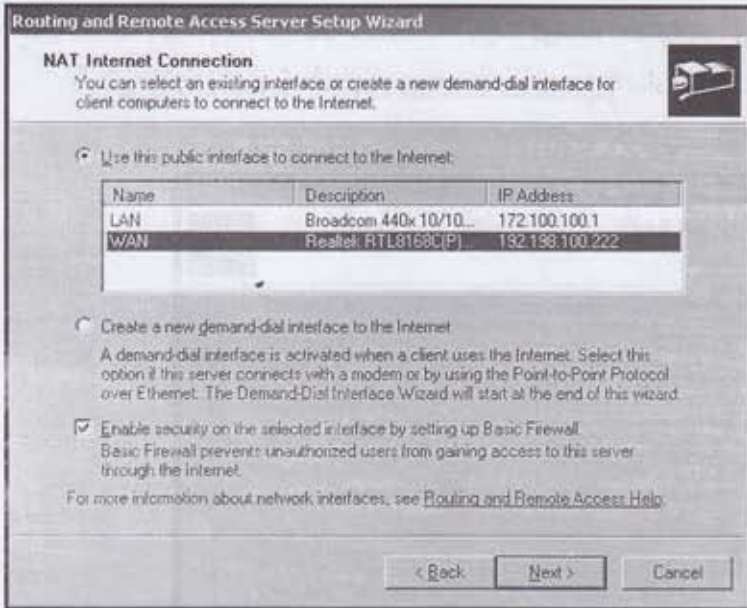 Routing and Remote Access Server Setup Wizard
NAT Internet Connection
You can select an existing interface or create a new demand-dial interface for
client computers to connect to the Internet.
Use this public interface to connect to the Internet:
Name Description IP Address
LAN Broadcom 440x 10/10... 172.100.100.1
WAN Realtek RTL8168C(P)... 192.198.100.222
Create a new demand-dial interface to the Internet
A demand-dial interface is activated when a client uses the Internet. Select this
option if this server connects with a modem or by using the Point-to-Point Protocol
over Ethernet. The Demand-Dial Interface Wizard will start at the end of this wizard.
Enable security on the selected interface by setting up Basic Firewall.
Basic Firewall prevents unauthorized users from gaining access to this server
through the Internet.
For more information about network interfaces, see Routing and Remote Access Help.
< Back Next > Cancel